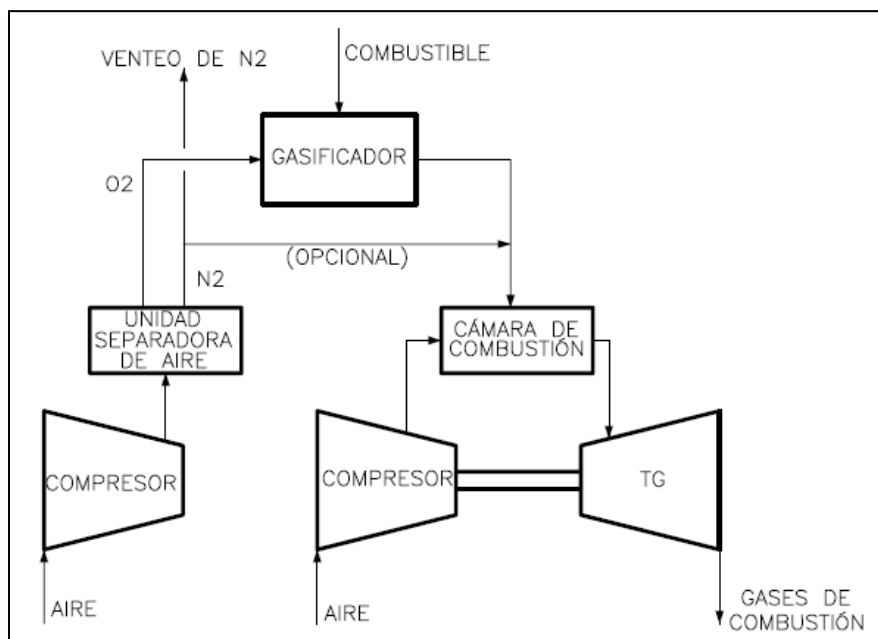 VENTEO DE N2
COMBUSTIBLE
GASIFICADOR
O2
(OPCIONAL)
N2
UNIDAD
SEPARADORA
DE AIRE
CÁMARA DE
COMBUSTIÓN
COMPRESOR
COMPRESOR
TG
AIRE
AIRE
GASES DE
COMBUSTIÓN